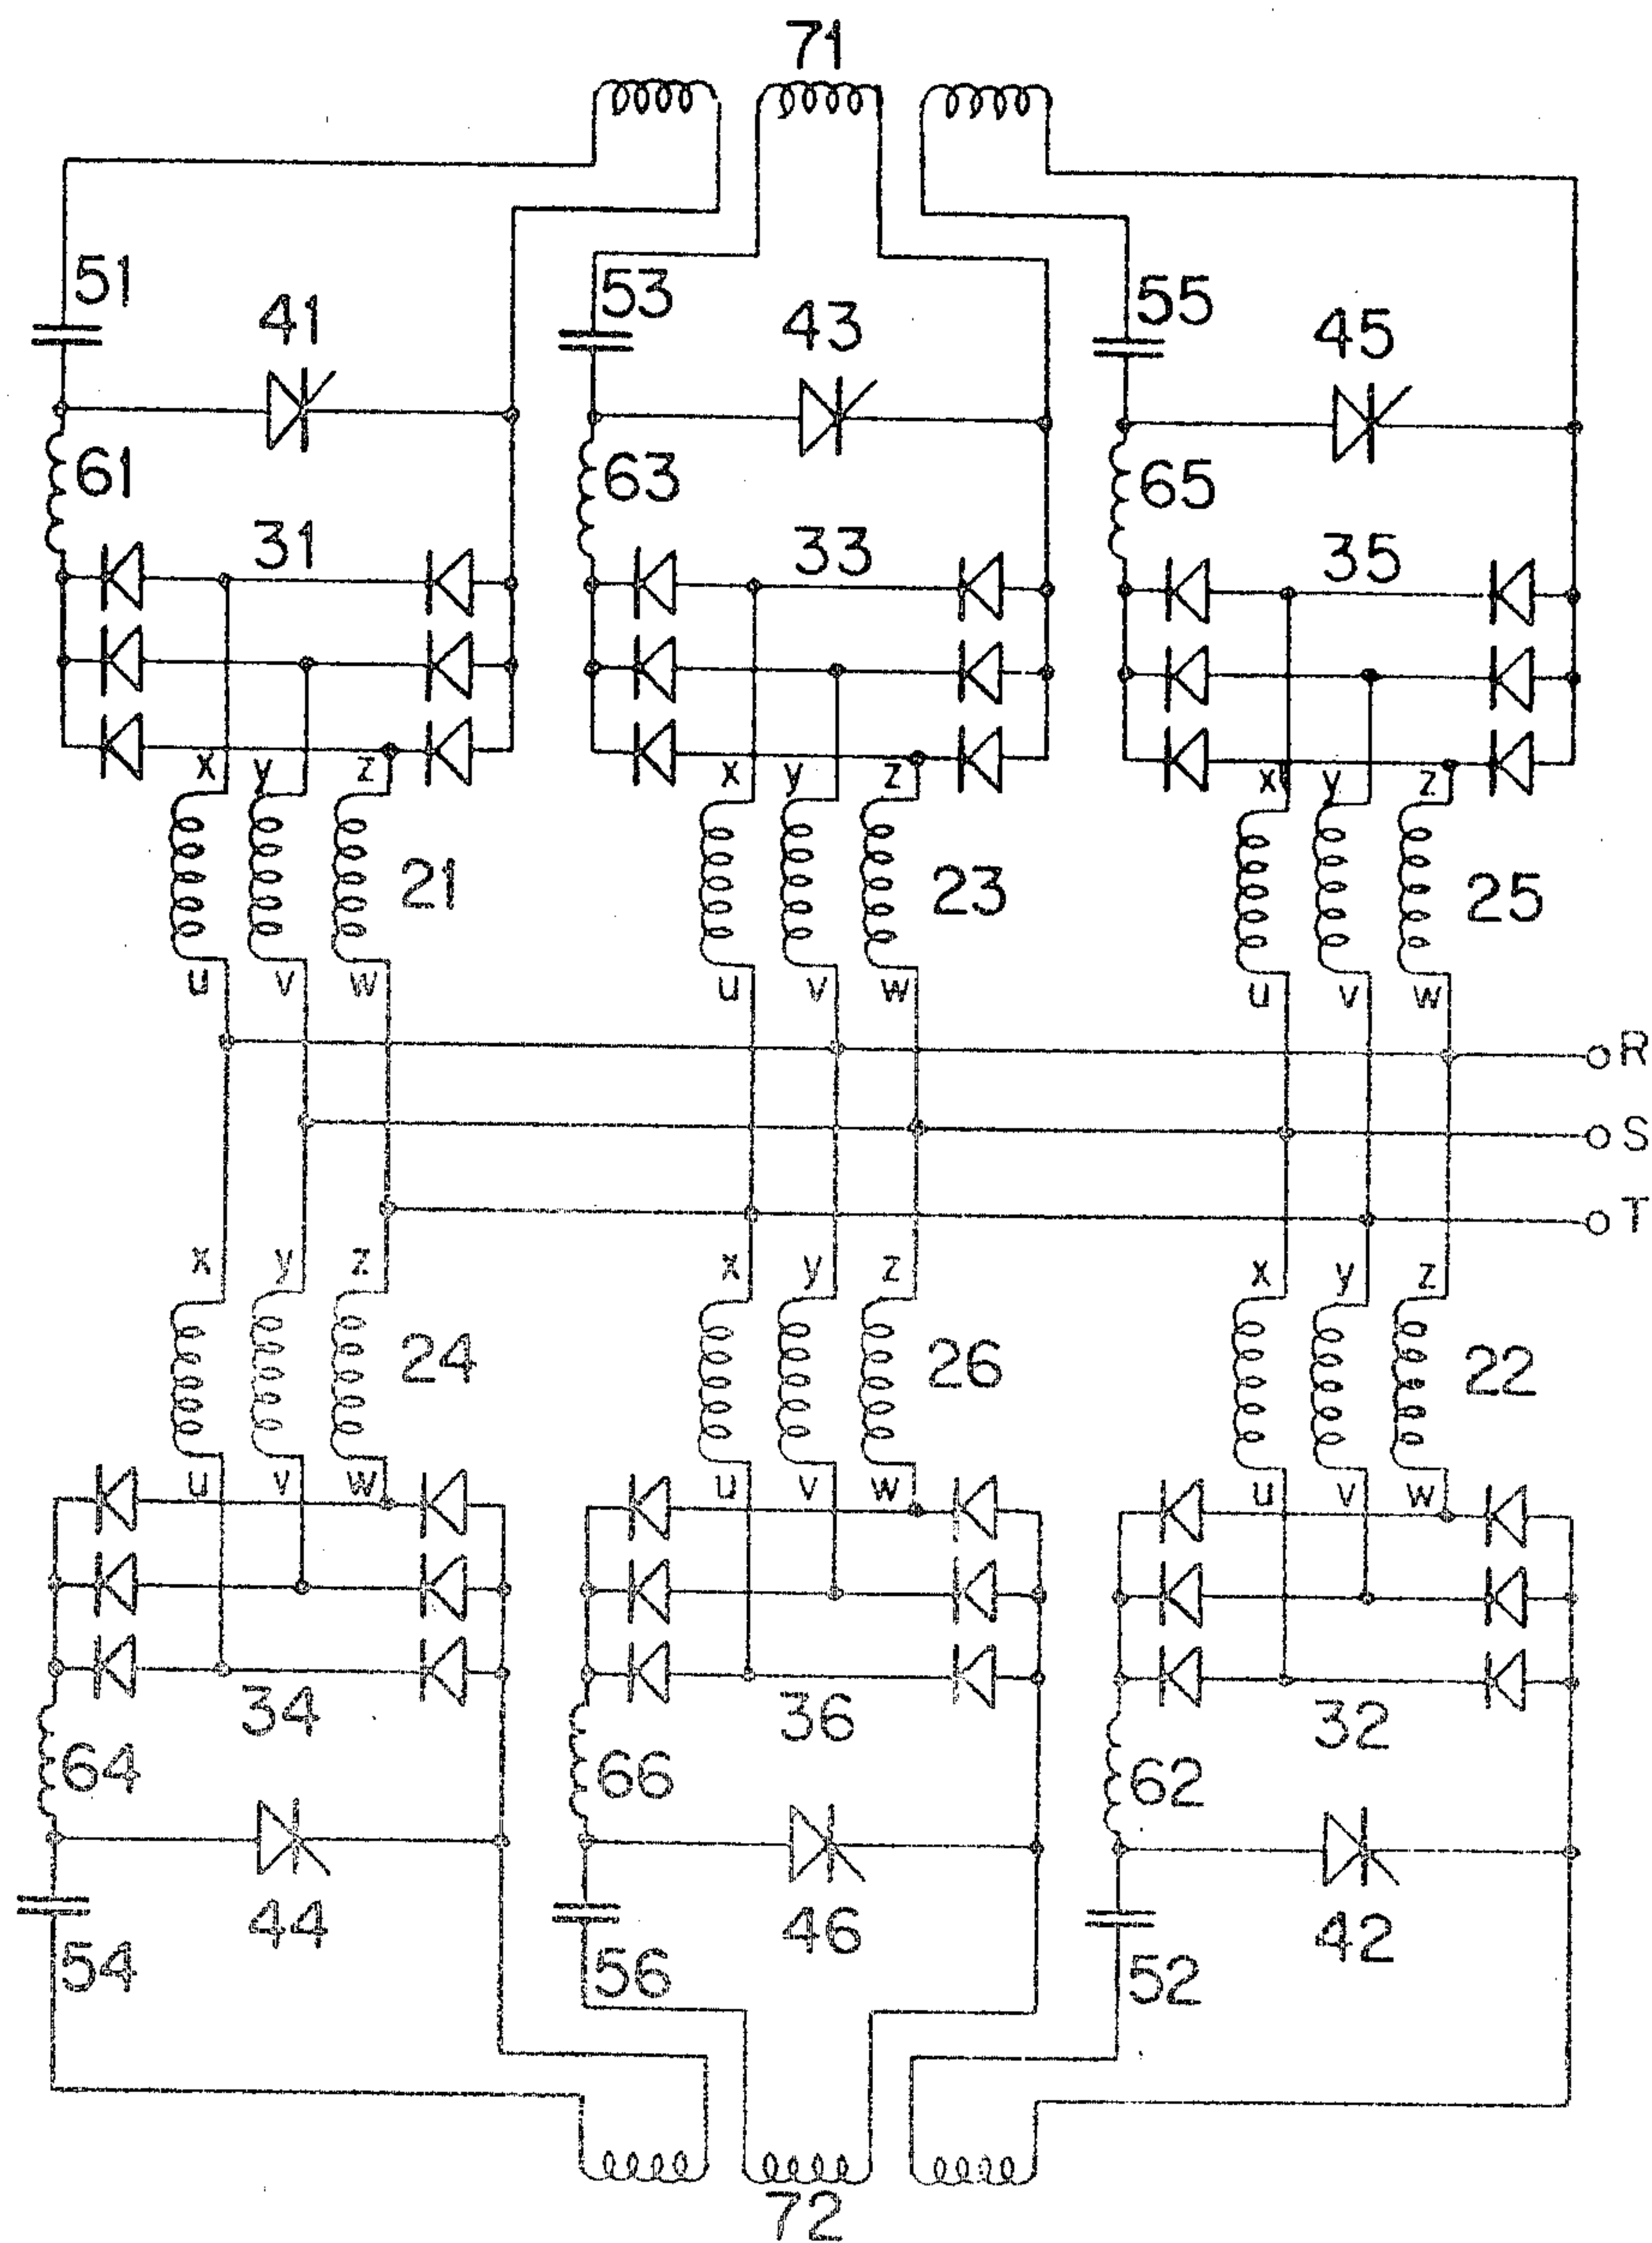 71
51 41 53 43 55 45
61 63 65
31 33 35
x y z x y z x y z
21 23 25
u v w u v w u v w
R
S
T
x y z x y z x y z
24 26 22
u v w u v w u v w
34 36 32
64 66 62
44 46 42
54 56 52
72